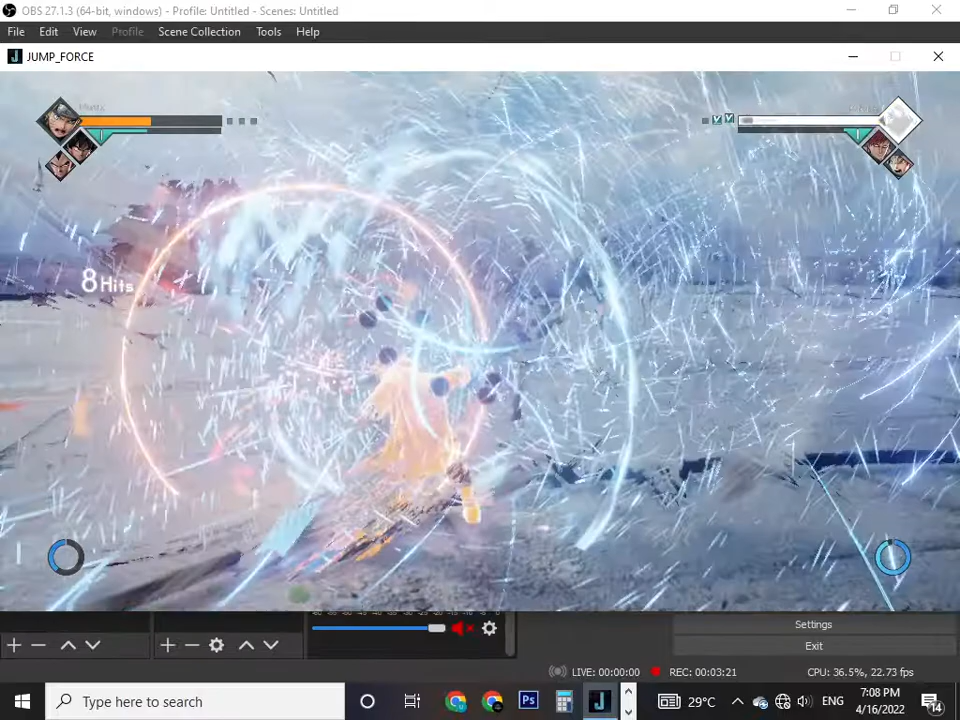 OBS 27.1.3 (64-bit, windows) - Profile: Untitled - Scenes: Untitled
File Edit View Profile Scene Collection Tools Help
JUMP_FORCE
8Hits
Settings
Exit
LIVE: 00:00:00 REC: 00:03:21 CPU: 36.5%, 22.73 fps
Type here to search
Ps
29°C
ENG
7:08 PM
4/16/2022
14